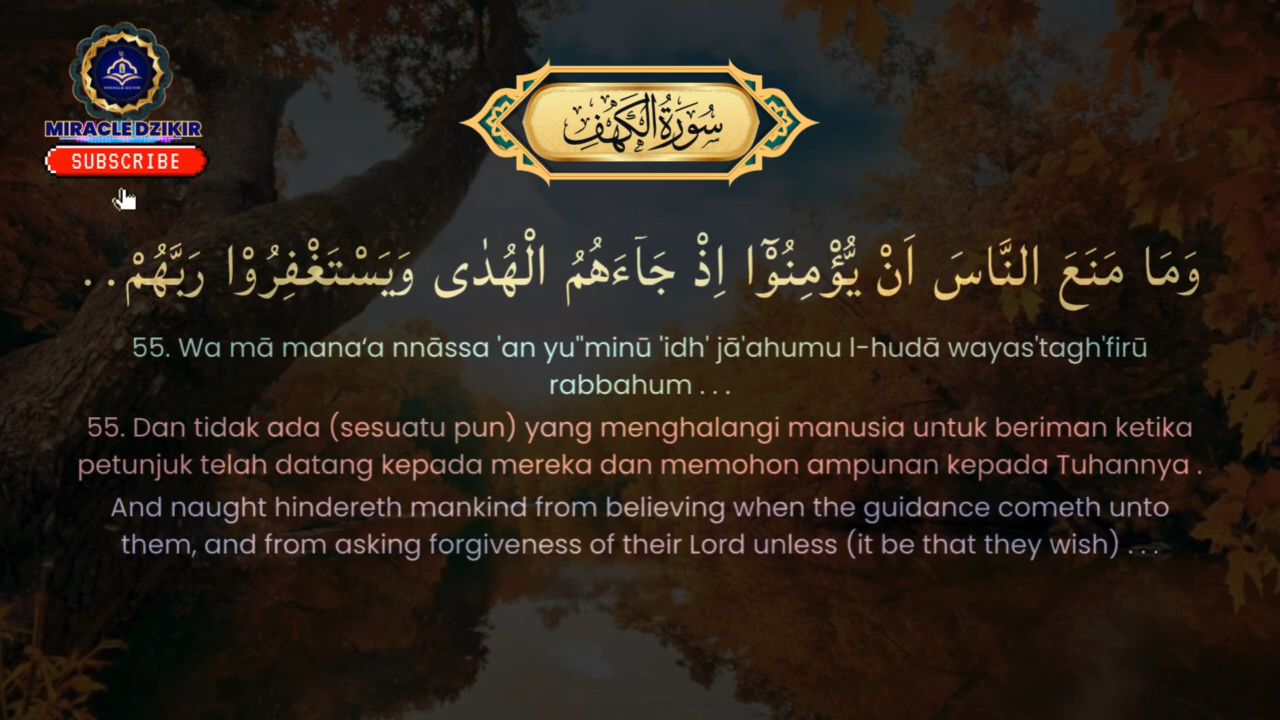 MIRACLE DZIKIR
SUBSCRIBE
سُوْرَةُ الْكَهْفِ
وَمَا مَنَعَ النَّاسَ اَنْ يُّؤْمِنُوْٓا اِذْ جَاۤءَهُمُ الْهُدٰى وَيَسْتَغْفِرُوْا رَبَّهُمْ..
55. Wa mā mana‘a nnāssa 'an yu"minū 'idh' jā'ahumu l-hudā wayas'tagh'firū
rabbahum . . .
55. Dan tidak ada (sesuatu pun) yang menghalangi manusia untuk beriman ketika
petunjuk telah datang kepada mereka dan memohon ampunan kepada Tuhannya .
And naught hindereth mankind from believing when the guidance cometh unto
them, and from asking forgiveness of their Lord unless (it be that they wish) . . .